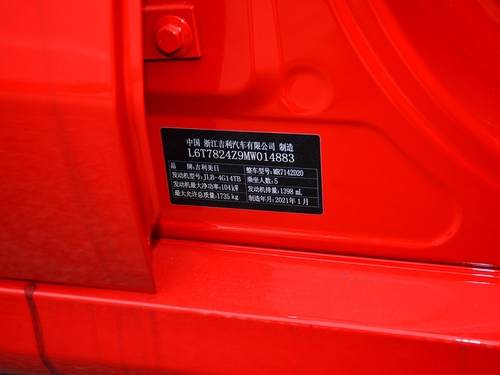 中国 浙江吉利汽车有限公司 制造
L6T7824Z9MW014883
品牌:吉利美日 整车型号:MR7142D20
发动机型号:JLB-4G14TB 乘坐人数:5
发动机最大净功率:104kW 发动机排量:1398 mL
最大允许总质量:1735 kg 制造年月:2021年1月